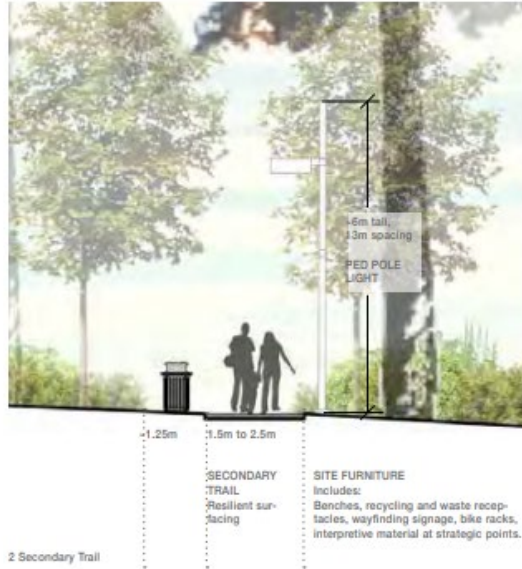 ~6m tall,
13m spacing
PED POLE
LIGHT
~1.25m
1.5m to 2.5m
SECONDARY
TRAIL
Resilient sur-
facing
SITE FURNITURE
Includes:
Benches, recycling and waste recep-
tacles, wayfinding signage, bike racks,
interpretive material at strategic points.
2 Secondary Trail